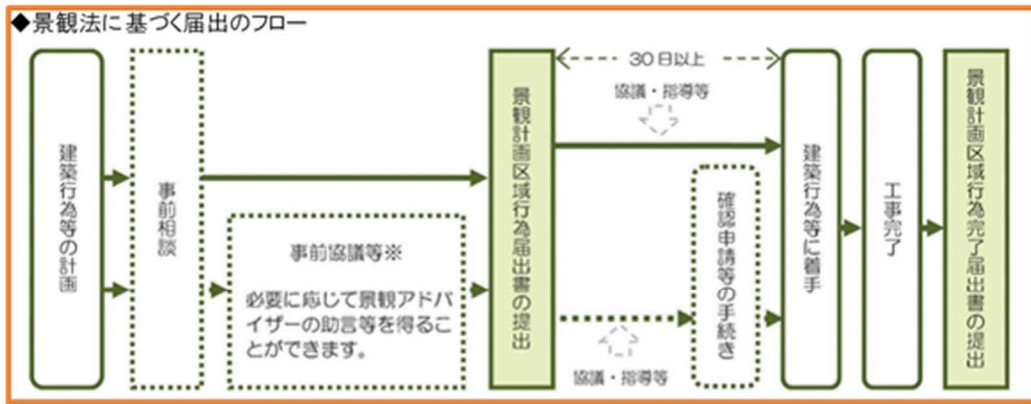 ◆景観法に基づく届出のフロー
建築行為等の計画
事前相談
事前協議等※
必要に応じて景観アドバ
イザーの助言等を得るこ
とができます。
景観計画区域行為届出書の提出
30日以上
協議・指導等
協議・指導等
確認申請等の手続き
建築行為等に着手
工事完了
景観計画区域行為完了届出書の提出